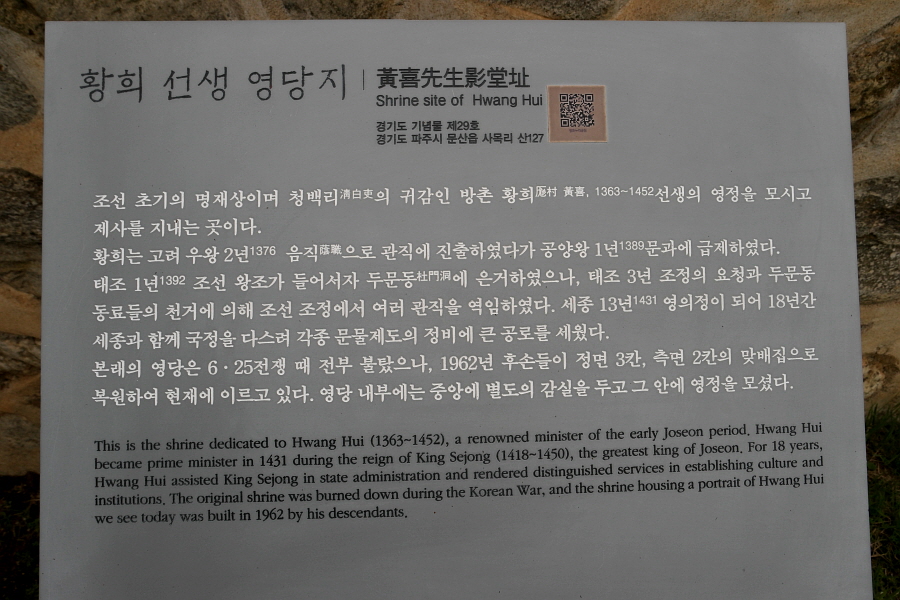 황희 선생 영당지 | 黃喜先生影堂址
Shrine site of Hwang Hui
경기도 기념물 제29호
경기도 파주시 문산읍 사목리 산127
조선 초기의 명재상이며 청백리淸白吏의 귀감인 방촌 황희厖村 黃喜, 1363~1452선생의 영정을 모시고
제사를 지내는 곳이다.
황희는 고려 우왕 2년1376 음직蔭職으로 관직에 진출하였다가 공양왕 1년1389문과에 급제하였다.
태조 1년1392 조선 왕조가 들어서자 두문동杜門洞에 은거하였으나, 태조 3년 조정의 요청과 두문동
동료들의 천거에 의해 조선 조정에서 여러 관직을 역임하였다. 세종 13년1431 영의정이 되어 18년간
세종과 함께 국정을 다스려 각종 문물제도의 정비에 큰 공로를 세웠다.
본래의 영당은 6·25전쟁 때 전부 불탔으나, 1962년 후손들이 정면 3칸, 측면 2칸의 맞배집으로
복원하여 현재에 이르고 있다. 영당 내부에는 중앙에 별도의 감실을 두고 그 안에 영정을 모셨다.
This is the shrine dedicated to Hwang Hui (1363~1452), a renowned minister of the early Joseon period. Hwang Hui
became prime minister in 1431 during the reign of King Sejong (1418~1450), the greatest king of Joseon. For 18 years,
Hwang Hui assisted King Sejong in state administration and rendered distinguished services in establishing culture and
institutions. The original shrine was burned down during the Korean War, and the shrine housing a portrait of Hwang Hui
we see today was built in 1962 by his descendants.